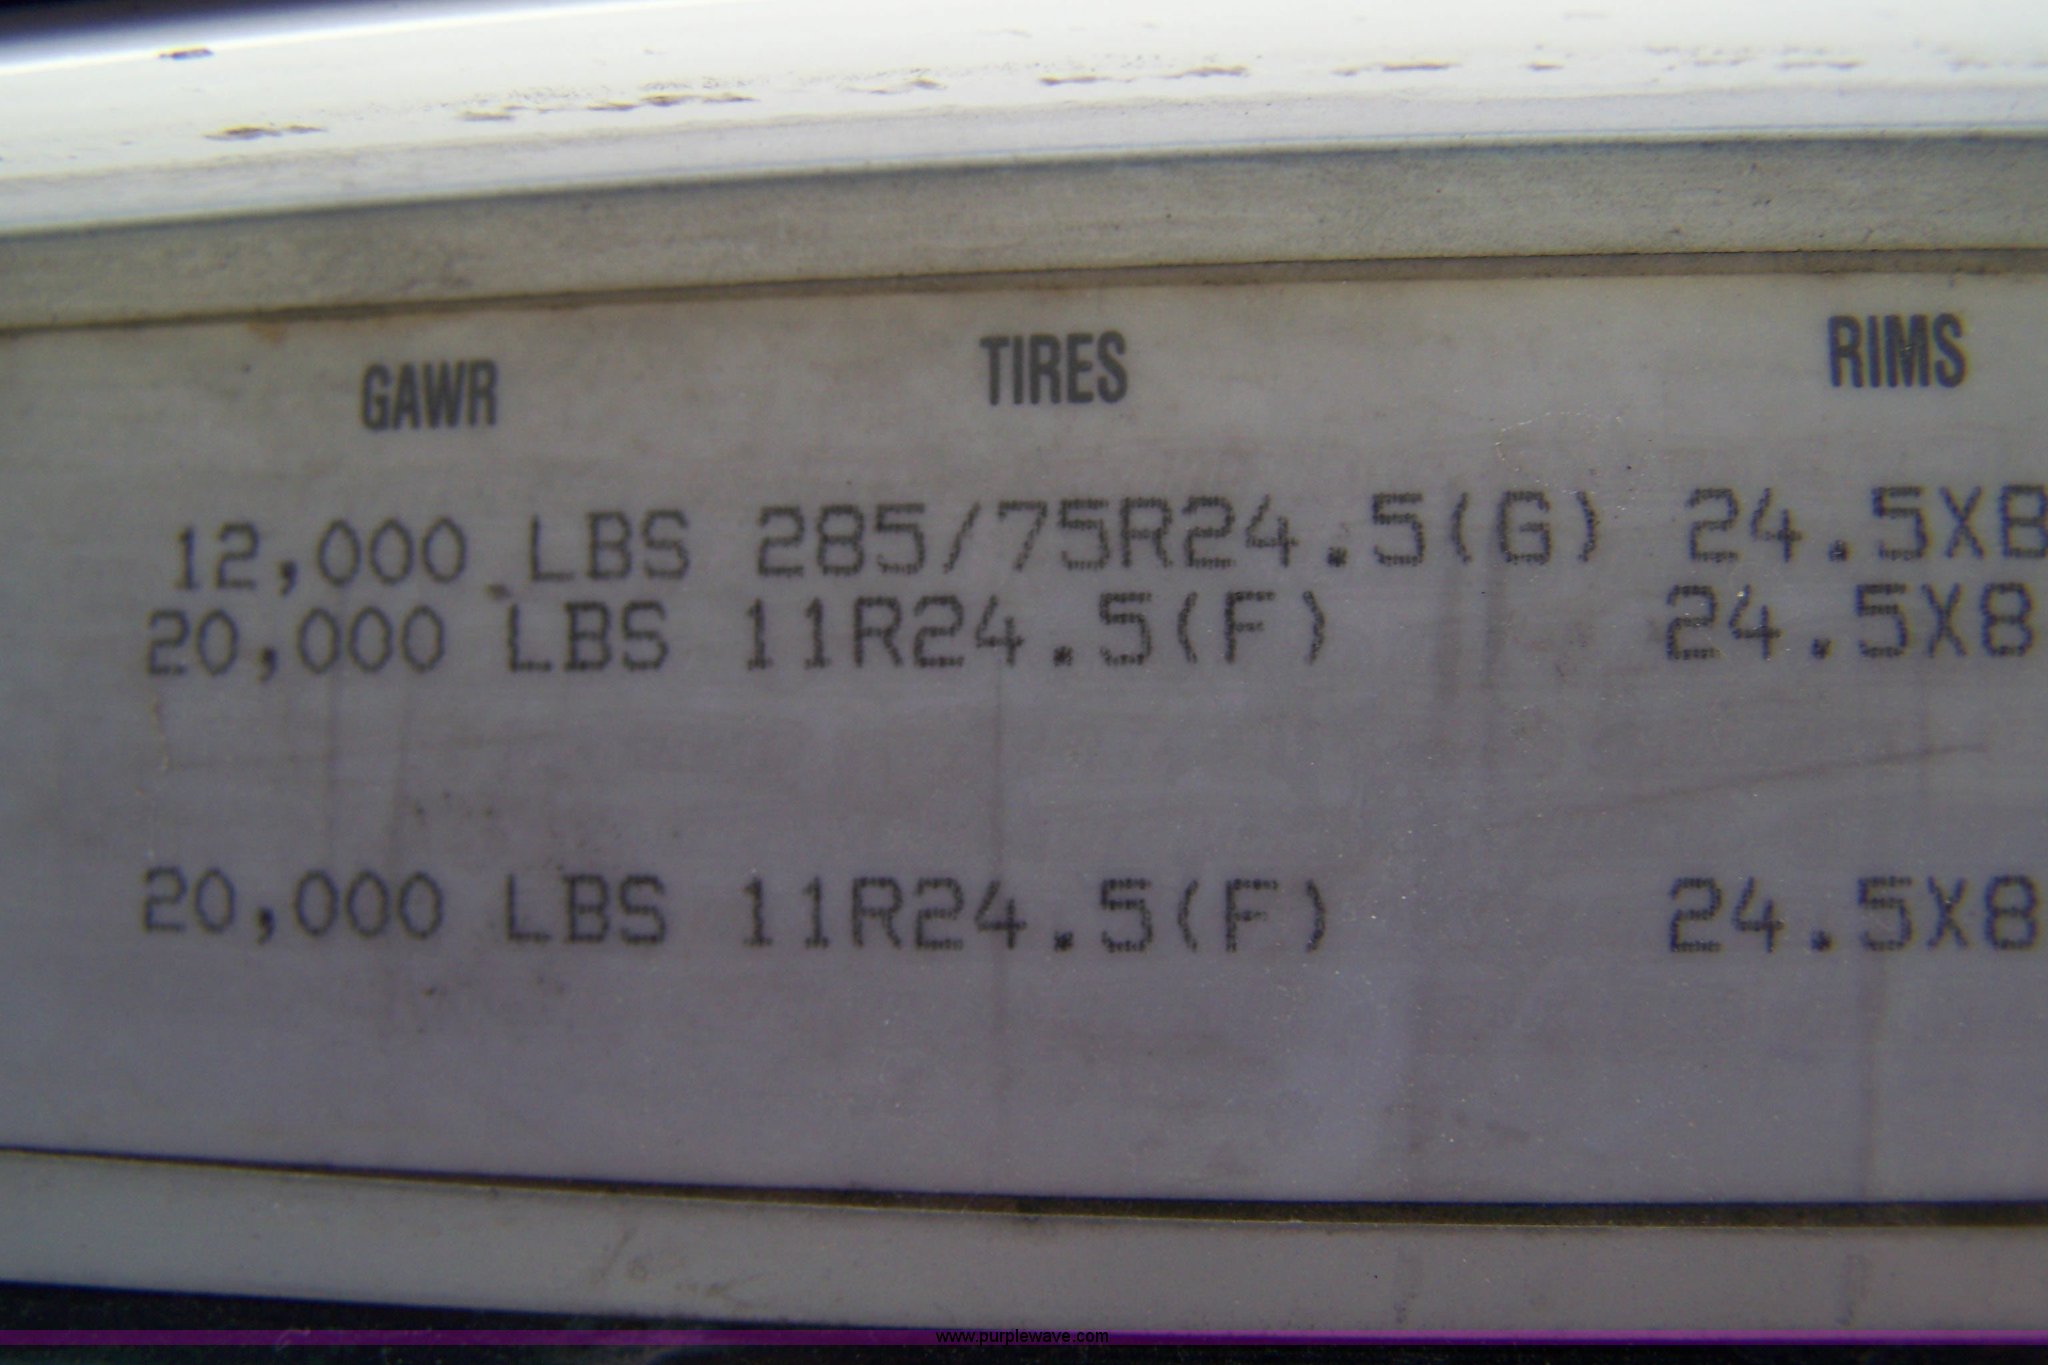 GAWR TIRES RIMS
12,000 LBS 285/75R24.5(G) 24.5X8
20,000 LBS 11R24.5(F) 24.5X8
20,000 LBS 11R24.5(F) 24.5X8
www.purplewave.com